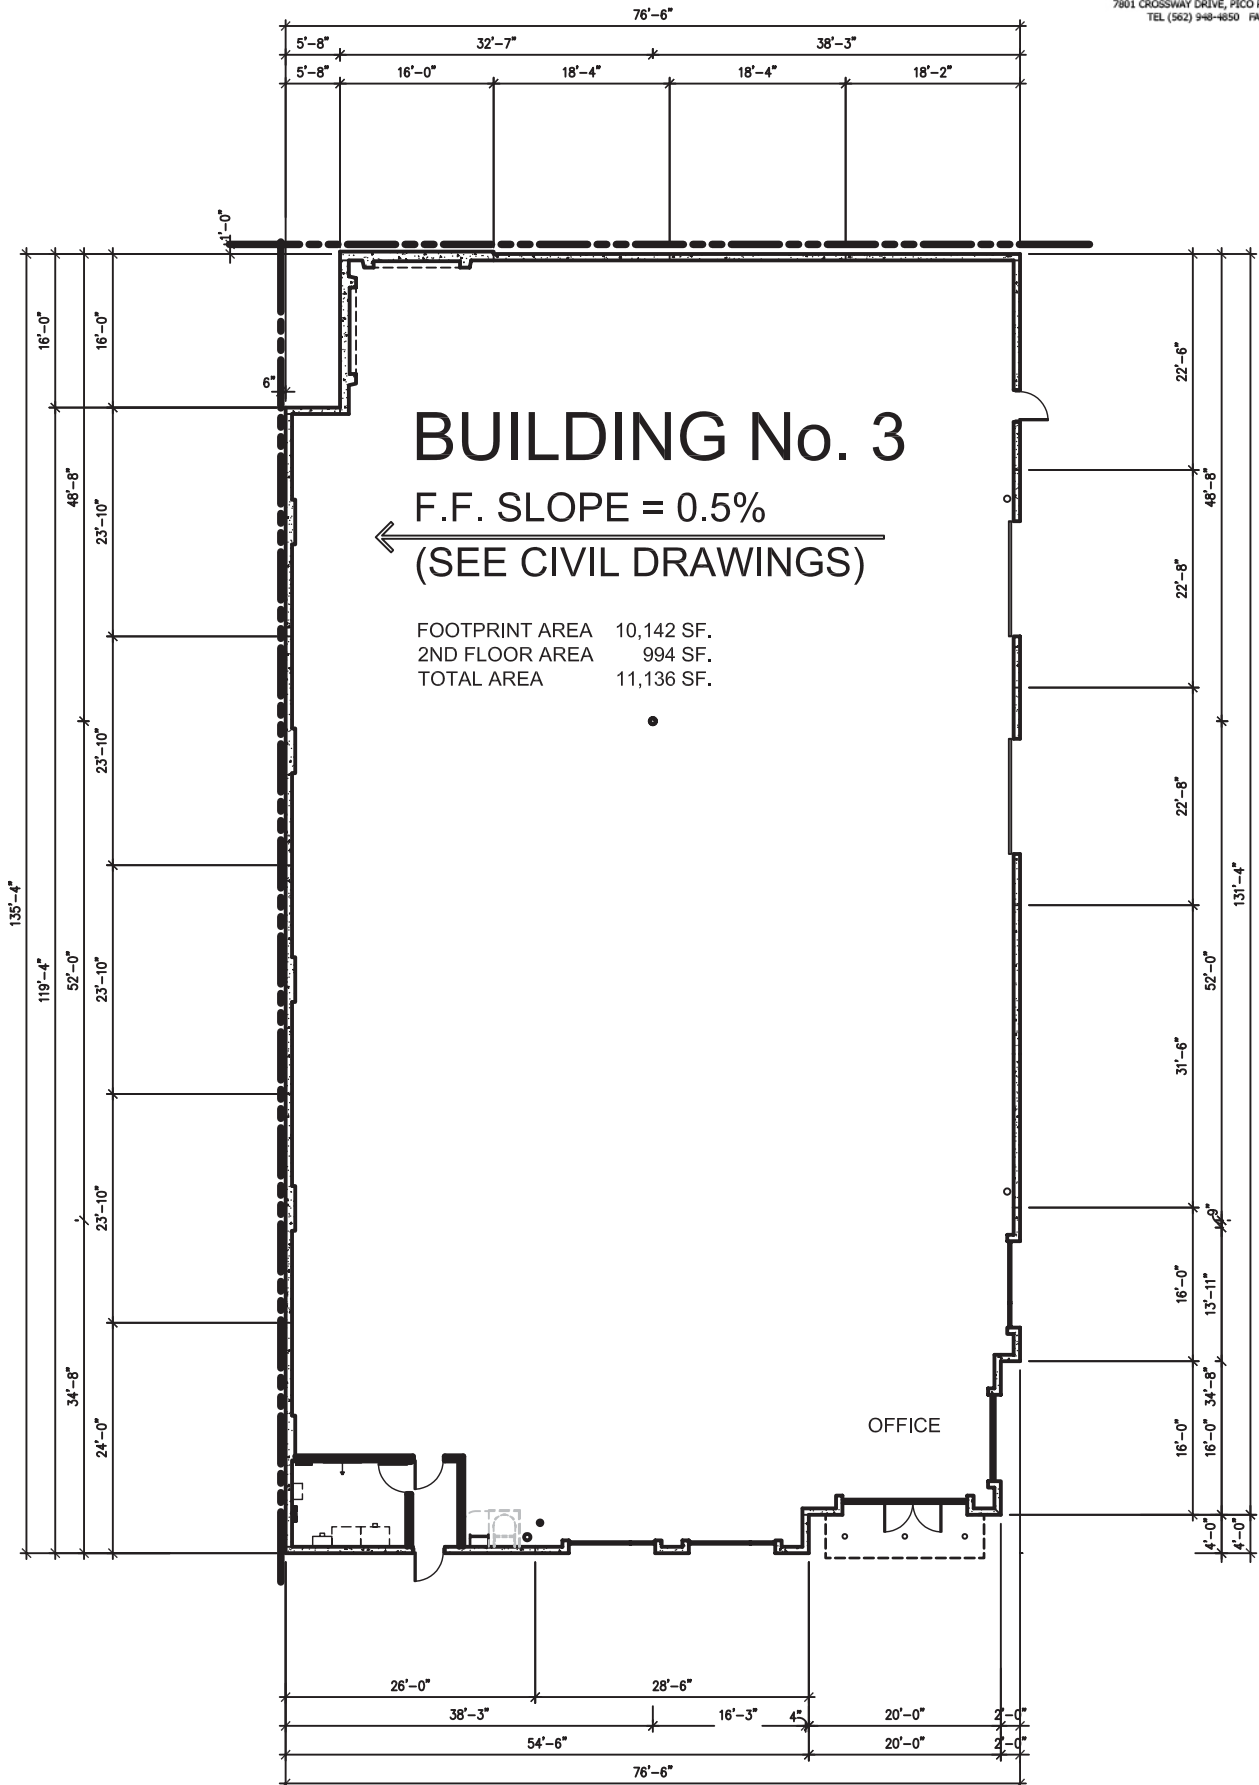 7801 CROSSWAY DRIVE, PICO
TEL (562) 948-4850
76'-6"
5'-8" 32'-7" 38'-3"
5'-8" 16'-0" 18'-4" 18'-4" 18'-2"
1'-0"
16'-0" 16'-0"
22'-6"
6"
BUILDING No. 3
48'-8" 23'-10"
48'-8"
F.F. SLOPE = 0.5%
22'-8"
(SEE CIVIL DRAWINGS)
FOOTPRINT AREA 10,142 SF.
2ND FLOOR AREA 994 SF.
TOTAL AREA 11,136 SF.
23'-10"
22'-8"
135'-4"
131'-4"
119'-4" 52'-0" 23'-10"
52'-0"
31'-6"
23'-10"
9"
16'-0" 13'-11"
34'-8"
34'-8"
24'-0"
OFFICE
16'-0" 16'-0"
4'-0" 4'-0"
26'-0" 28'-6"
38'-3" 16'-3" 4" 20'-0" 2'-0"
54'-6" 20'-0" 2'-0"
76'-6"